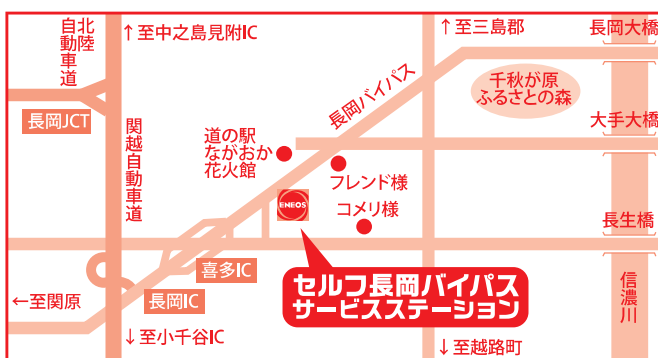 北陸
自動車道
↑至中之島見附IC
↑至三島郡
長岡大橋
千秋が原
ふるさとの森
長岡バイパス
長岡JCT
関越自動車道
道の駅
ながおか
花火館
大手大橋
フレンド様
ENEOS
コメリ様
長生橋
喜多IC
←至関原
長岡IC
セルフ長岡バイパス
サービスステーション
信濃川
↓至小千谷IC
↓至越路町